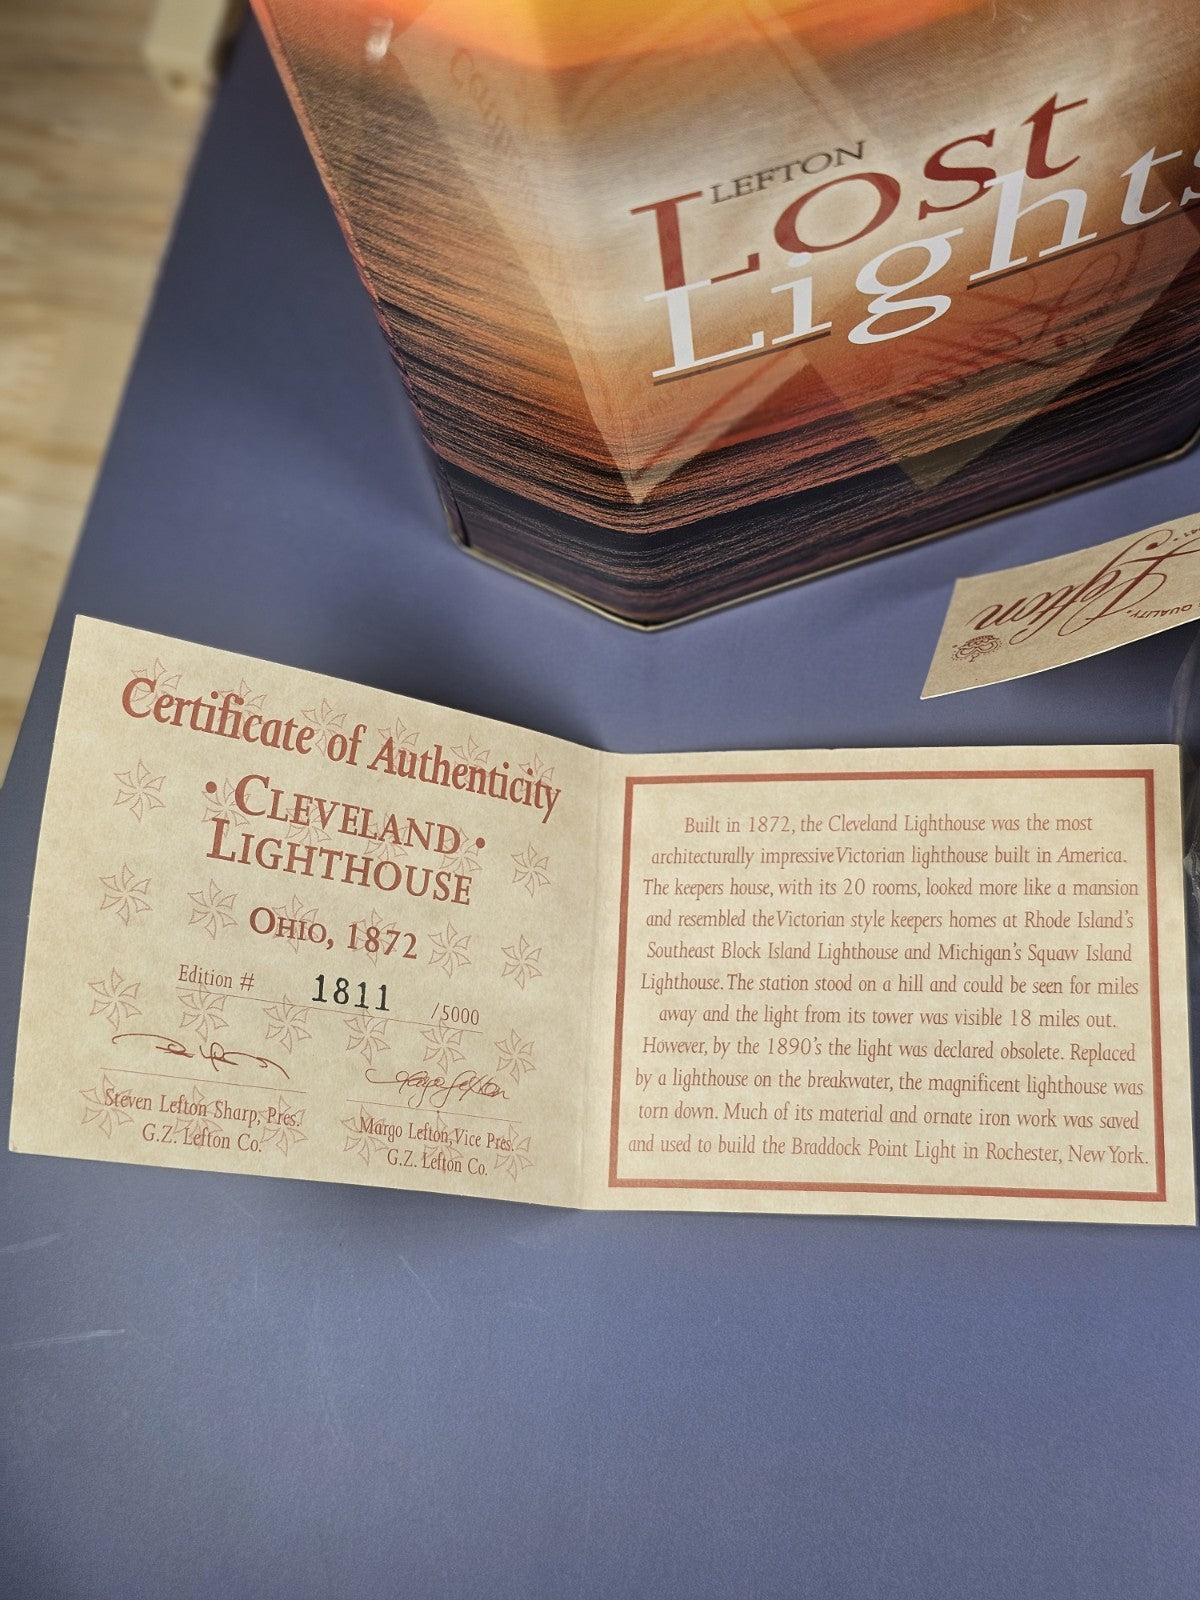 LEFTON
Lost
Lights
QUALITY.
Lefton
Certificate of Authenticity
• CLEVELAND •
LIGHTHOUSE
OHIO, 1872
Edition # 1811 /5000
Steven Lefton Sharp, Pres.
G.Z. Lefton Co.
Margo Lefton, Vice Pres.
G.Z. Lefton Co.
Built in 1872, the Cleveland Lighthouse was the most
architecturally impressive Victorian lighthouse built in America.
The keepers house, with its 20 rooms, looked more like a mansion
and resembled the Victorian style keepers homes at Rhode Island's
Southeast Block Island Lighthouse and Michigan's Squaw Island
Lighthouse. The station stood on a hill and could be seen for miles
away and the light from its tower was visible 18 miles out.
However, by the 1890's the light was declared obsolete. Replaced
by a lighthouse on the breakwater, the magnificent lighthouse was
torn down. Much of its material and ornate iron work was saved
and used to build the Braddock Point Light in Rochester, New York.